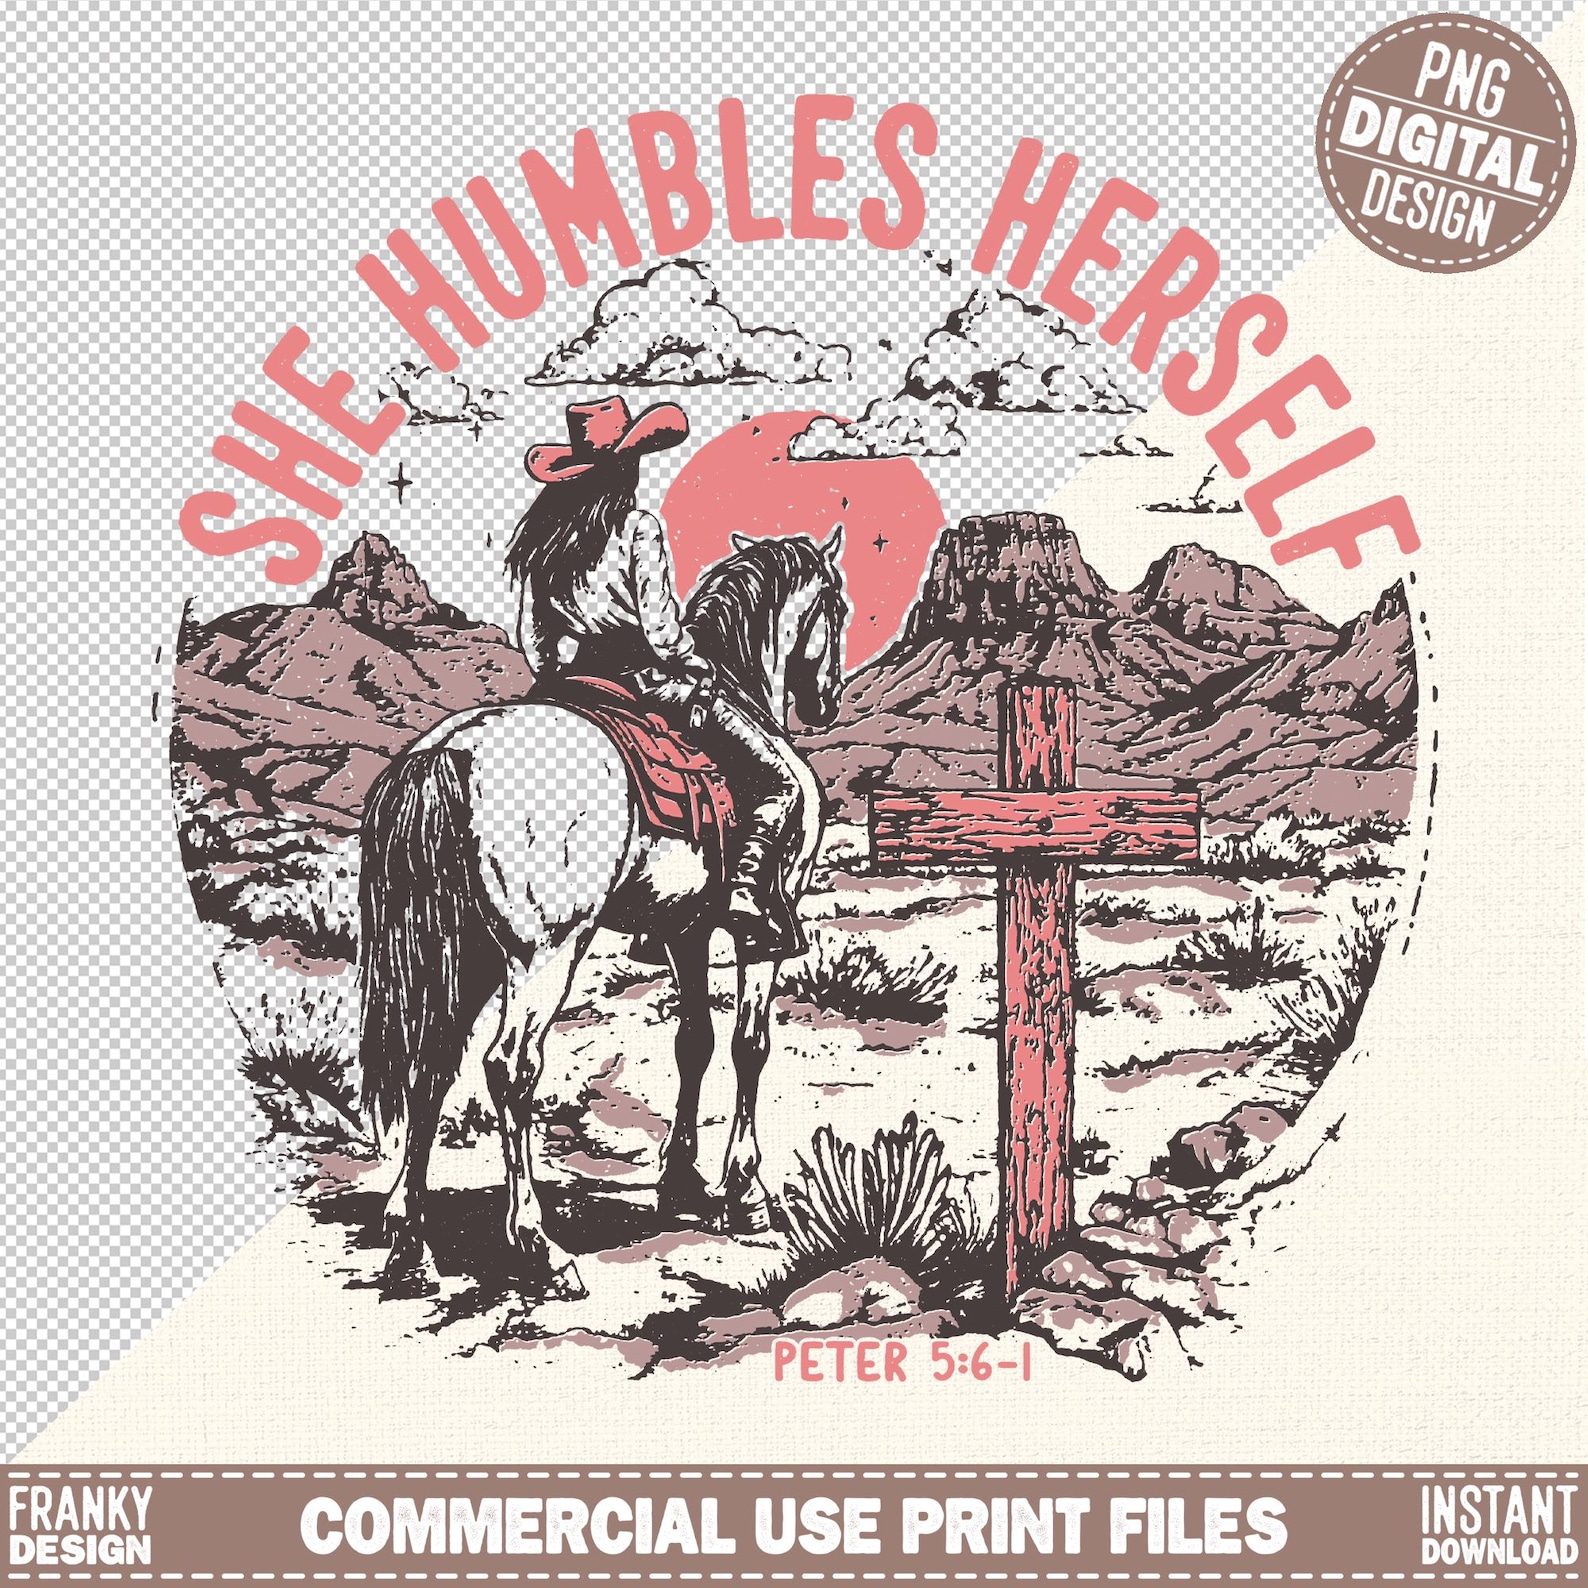 PNG
DIGITAL
DESIGN
SHE HUMBLES HERSELF
PETER 5:6-1
FRANKY
DESIGN
COMMERCIAL USE PRINT FILES
INSTANT
DOWNLOAD